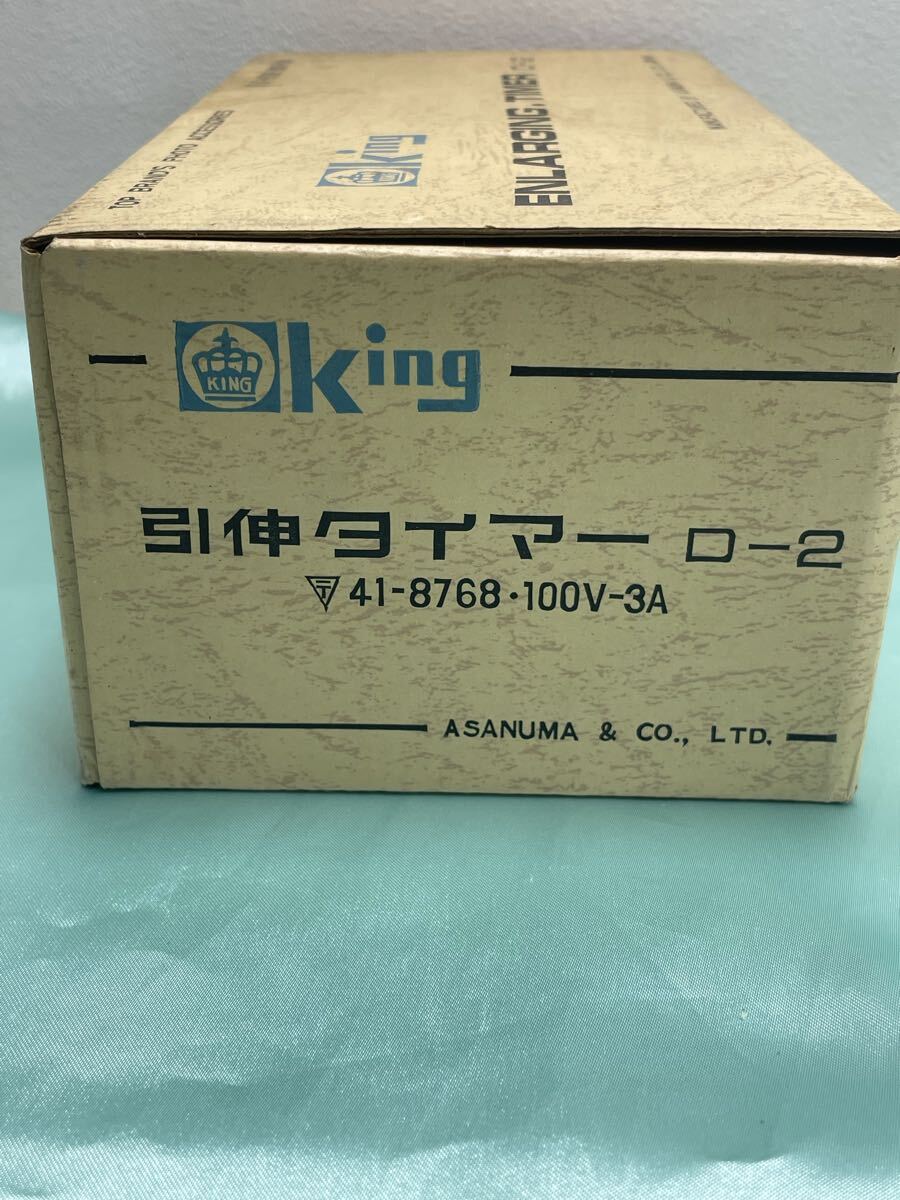 TOP BRANDS PHOTO ACCESSORIES
king
ENLARGING. TIMER D-2
KING
king
引伸タイマー D-2
〒 41-8768・100V-3A
ASANUMA & CO., LTD.